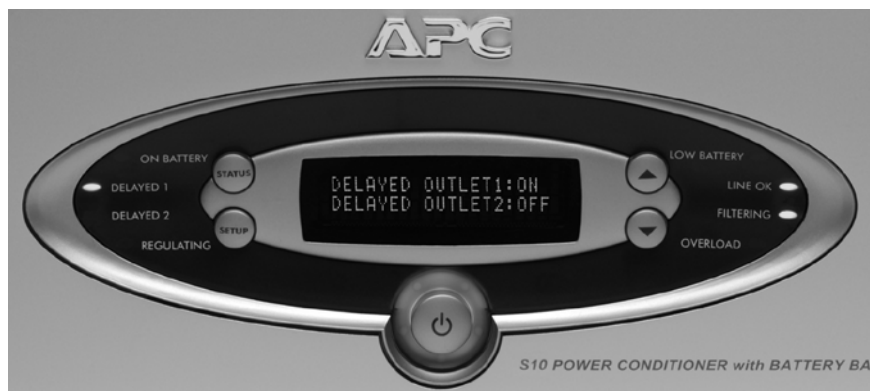 APC
ON BATTERY
DELAYED 1
DELAYED 2
REGULATING
STATUS
SETUP
DELAYED OUTLET1:ON
DELAYED OUTLET2:OFF
LOW BATTERY
LINE OK
FILTERING
OVERLOAD
S10 POWER CONDITIONER with BATTERY BA